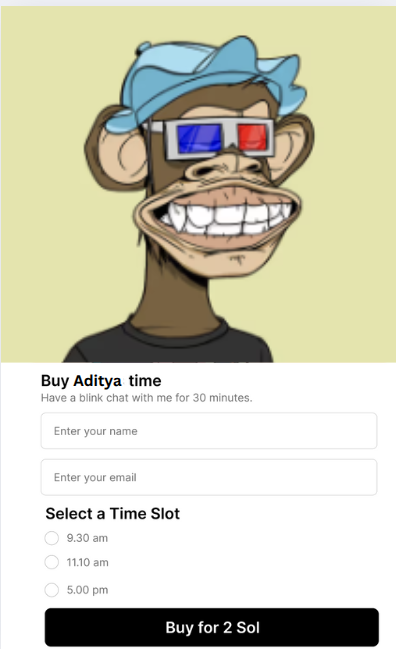 Buy Aditya time
Have a blink chat with me for 30 minutes.
Enter your name
Enter your email
Select a Time Slot
9.30 am
11.10 am
5.00 pm
Buy for 2 Sol